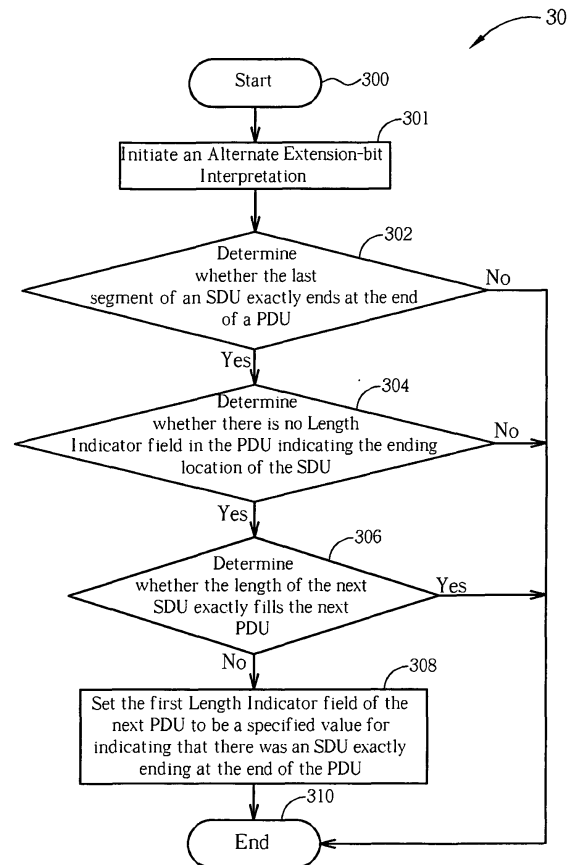 30
Start
300
301
Initiate an Alternate Extension-bit
Interpretation
302
Determine
whether the last
segment of an SDU exactly ends at the end
of a PDU
No
Yes
304
Determine
whether there is no Length
Indicator field in the PDU indicating the ending
location of the SDU
No
Yes
306
Determine
whether the length of the next
SDU exactly fills the next
PDU
Yes
No
308
Set the first Length Indicator field of the
next PDU to be a specified value for
indicating that there was an SDU exactly
ending at the end of the PDU
310
End